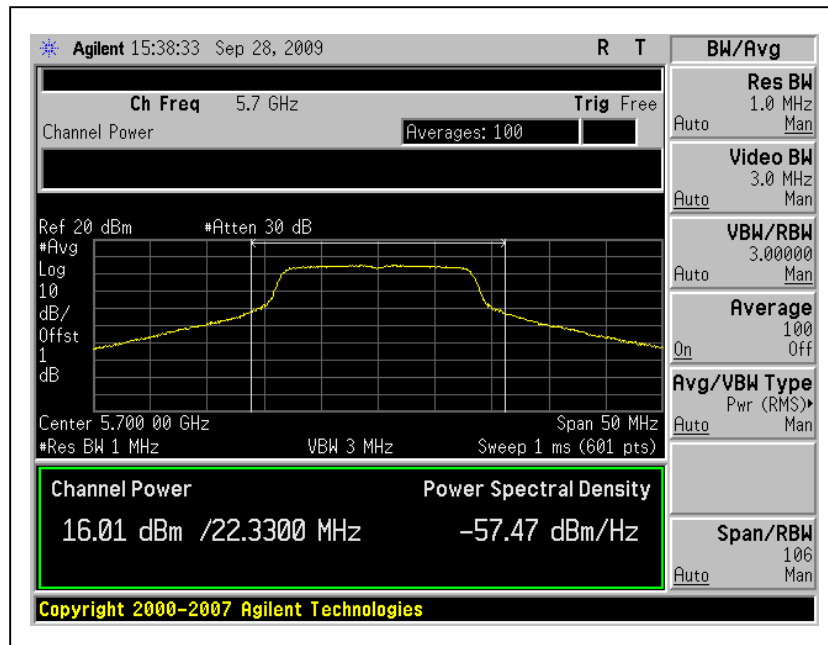 Agilent 15:38:33 Sep 28, 2009 R T
Ch Freq 5.7 GHz Trig Free
Channel Power Averages: 100
Ref 20 dBm #Atten 30 dB
#Avg
Log
10
dB/
Offst
1
dB
Center 5.700 00 GHz Span 50 MHz
#Res BW 1 MHz VBW 3 MHz Sweep 1 ms (601 pts)
Channel Power Power Spectral Density
16.01 dBm /22.3300 MHz -57.47 dBm/Hz
Copyright 2000-2007 Agilent Technologies
BW/Avg
Res BW
1.0 MHz
Auto Man
Video BW
3.0 MHz
Auto Man
VBW/RBW
3.00000
Auto Man
Average
100
On Off
Avg/VBW Type
Pwr (RMS)▸
Auto Man
Span/RBW
106
Auto Man